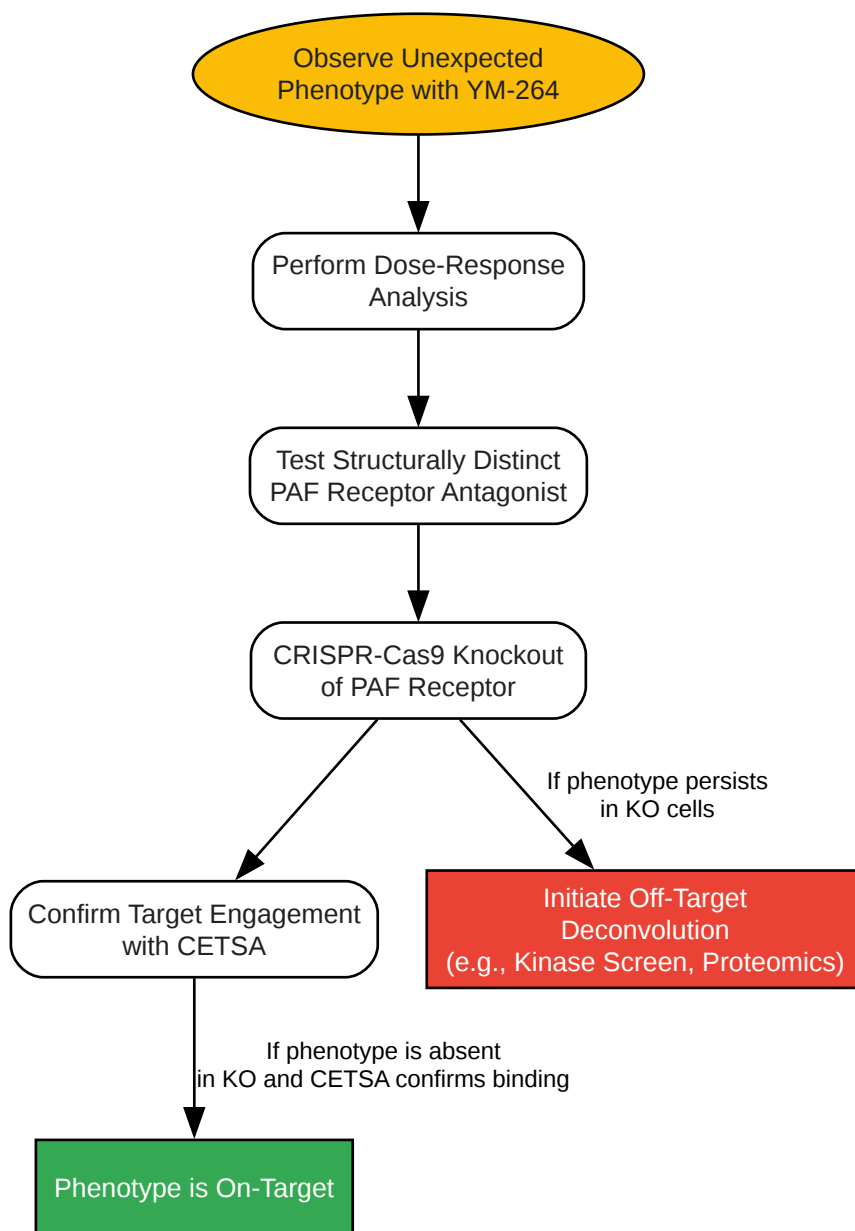 Observe Unexpected
Phenotype with YM-264
Perform Dose-Response
Analysis
Test Structurally Distinct
PAF Receptor Antagonist
CRISPR-Cas9 Knockout
of PAF Receptor
If phenotype persists
in KO cells
Confirm Target Engagement
with CETSA
Initiate Off-Target
Deconvolution
(e.g., Kinase Screen, Proteomics)
If phenotype is absent
in KO and CETSA confirms binding
Phenotype is On-Target